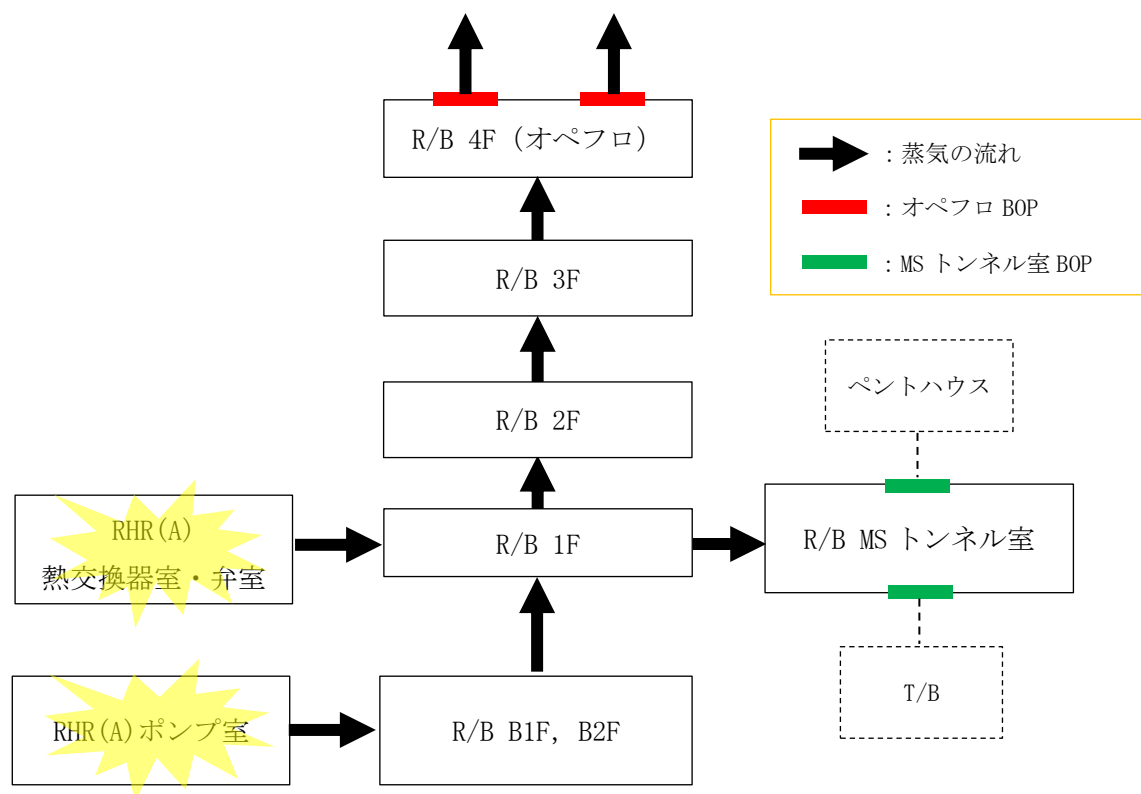 R/B 4F (オペフロ)
：蒸気の流れ
：オペフロ BOP
：MS トンネル室 BOP
R/B 3F
ペントハウス
R/B 2F
RHR(A)
熱交換器室・弁室
R/B 1F
R/B MS トンネル室
RHR(A)ポンプ室
R/B B1F, B2F
T/B